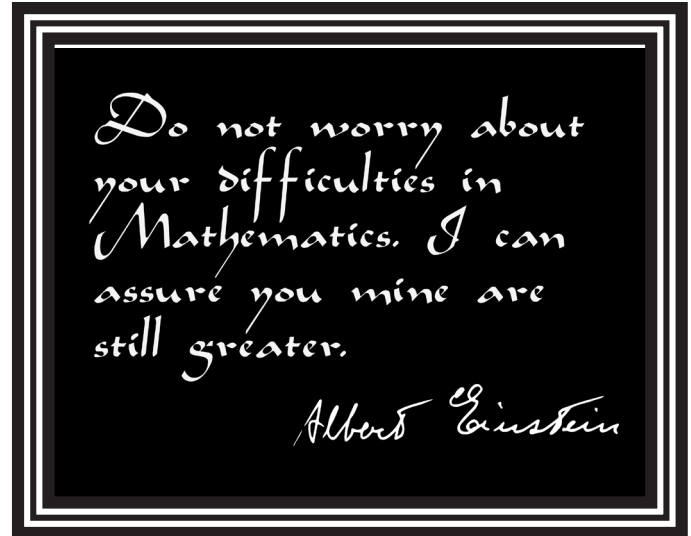 Do not worry about
your difficulties in
Mathematics. I can
assure you mine are
still greater.
Albert Einstein